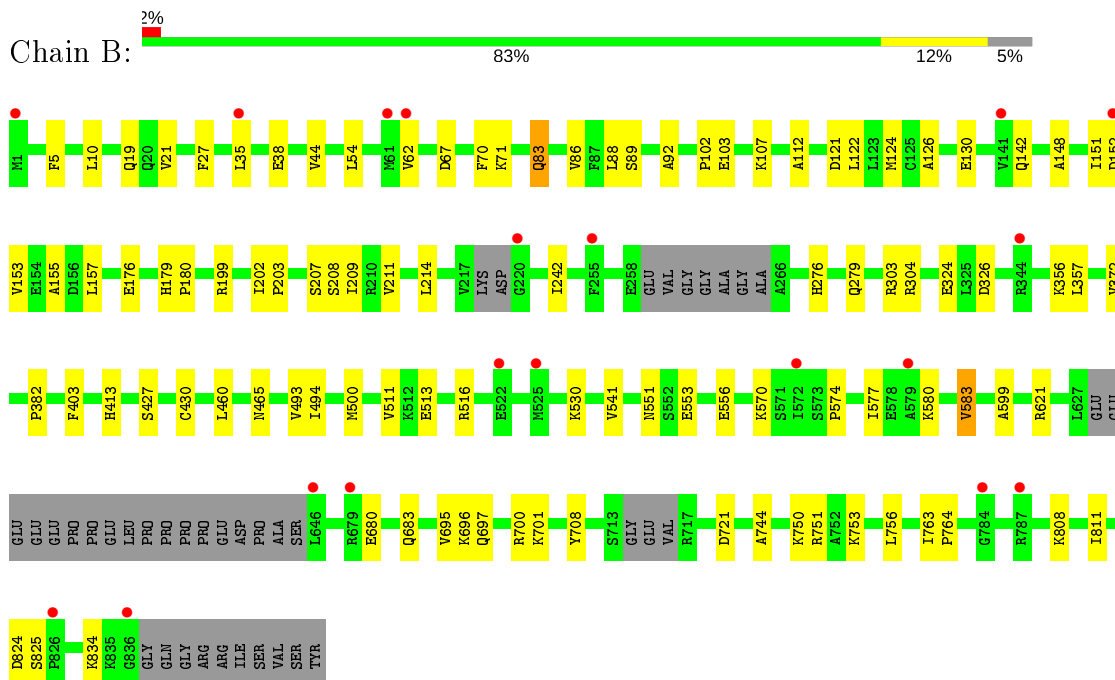 2%
Chain B:
83% 12% 5%
M1 F5 L10 Q19 Q20 V21 F27 L35 E38 V44 L54 M61 V62 D67 F70 K71 Q83 V86 F87 L88 S89 A92 P102 E103 K107 A112 D121 L122 L123 M124 C125 A126 E130 V141 Q142 A148 I151
V153 E154 A155 D156 L157 E176 H179 P180 R199 I202 P203 S207 S208 I209 R210 V211 L214 V217 LYS ASP G220 I242 F255 E258 GLU VAL GLY GLY ALA GLY ALA A266 H276 Q279 R303 R304 E324 L325 D326 R344 K356 L357 V372
P382 F403 H413 S427 C430 L460 N465 V493 T494 M500 V511 K512 E513 R516 E522 M525 K530 V541 N551 S552 E553 E556 K570 S571 I572 S573 P574 I577 E578 A579 K580 V583 A599 R621 L627 GLU GLU
GLU GLU GLU PRO PRO GLU LEU PRO PRO PRO PRO GLU ASP PRO ALA SER L646 R679 E680 Q683 V695 K696 Q697 R700 K701 Y708 S713 GLY GLU VAL R717 D721 A744 K750 R751 A752 K753 L756 I763 P764 G784 R787 K808 I811
D824 S825 P826 K834 K835 G836 GLY GLN GLY ARG ARG ILE SER VAL SER TYR